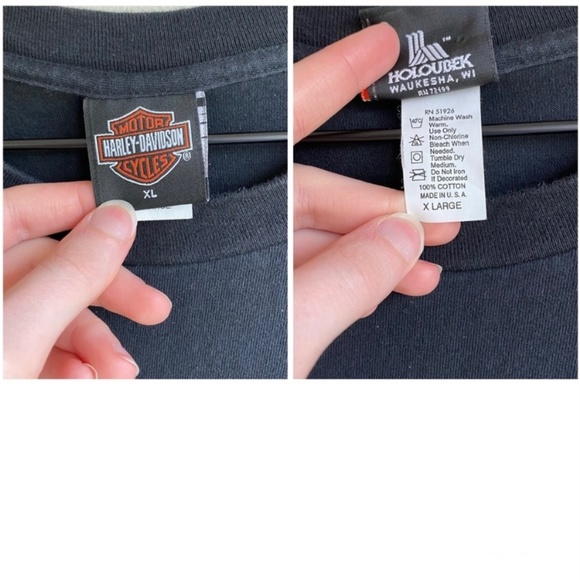 MOTOR
HARLEY-DAVIDSON
CYCLES
®
XL
™
HOLOUBEK
WAUKESHA, WI
RN 51926
Machine Wash
Warm.
Use Only
Non-Chlorine
Bleach When
Needed.
Tumble Dry
Medium.
Do Not Iron
If Decorated
100% COTTON
MADE IN U.S.A.
X LARGE